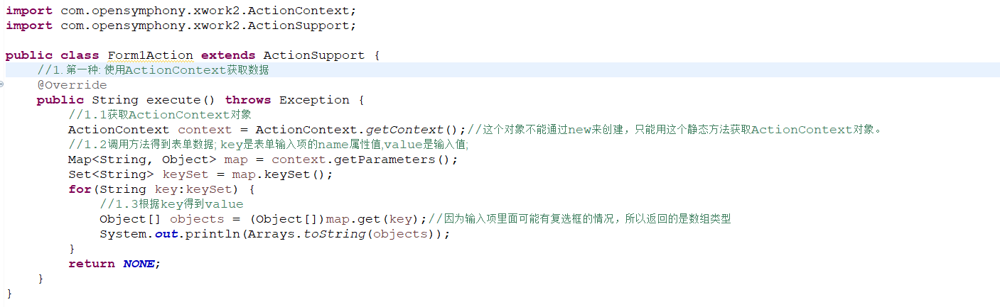 import com.opensymphony.xwork2.ActionContext;
import com.opensymphony.xwork2.ActionSupport;

public class Form1Action extends ActionSupport {
    //1.第一种:使用ActionContext获取数据
    @Override
    public String execute() throws Exception {
        //1.1获取ActionContext对象
        ActionContext context = ActionContext.getContext();//这个对象不能通过new来创建，只能用这个静态方法获取ActionContext对象。
        //1.2调用方法得到表单数据;key是表单输入项的name属性值,value是输入值;
        Map<String, Object> map = context.getParameters();
        Set<String> keySet = map.keySet();
        for(String key:keySet) {
            //1.3根据key得到value
            Object[] objects = (Object[])map.get(key);//因为输入项里面可能有复选框的情况，所以返回的是数组类型
            System.out.println(Arrays.toString(objects));
        }
        return NONE;
    }
}